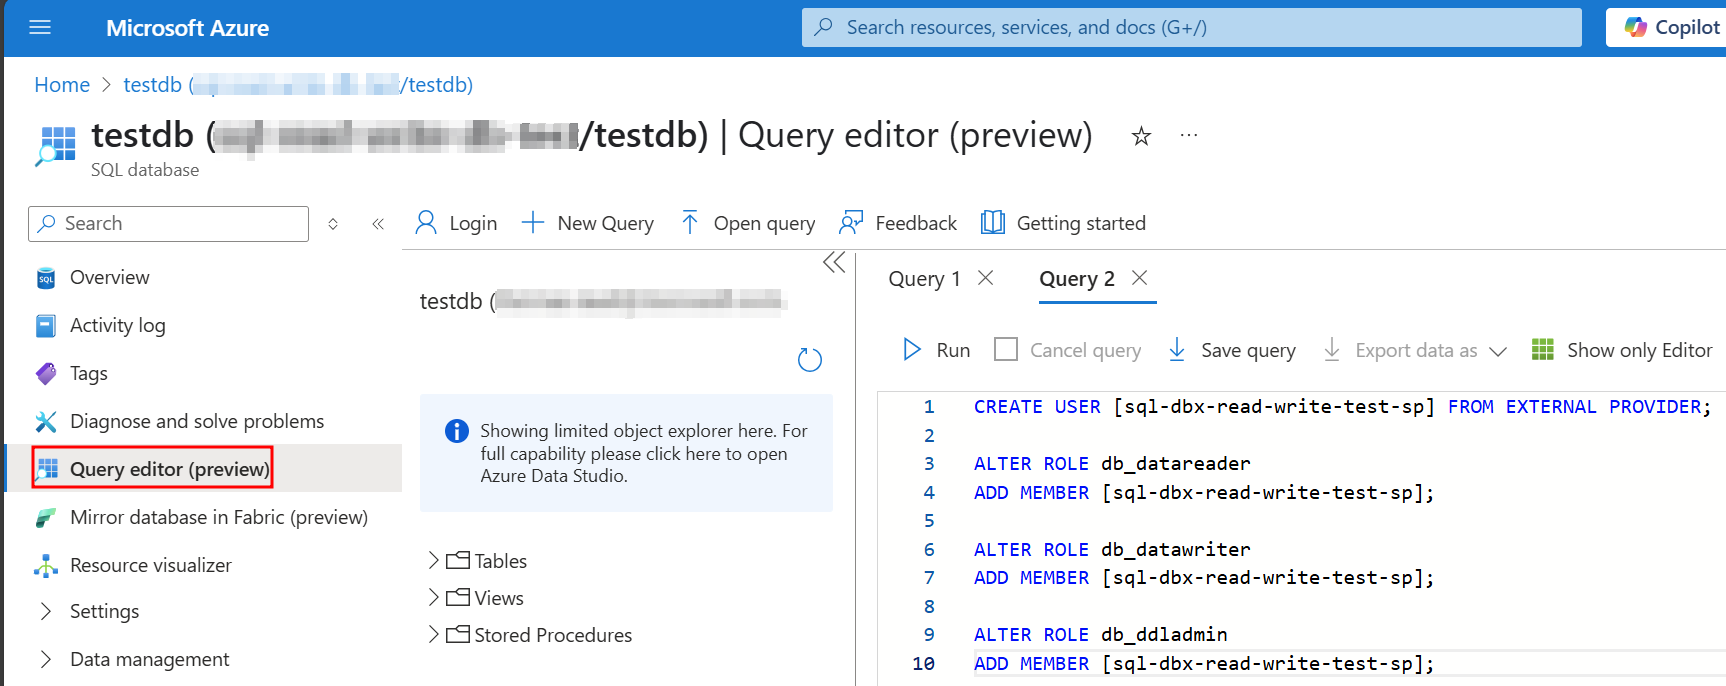 Microsoft Azure
Search resources, services, and docs (G+/)
Copilot
Home > testdb ( /testdb)
testdb ( /testdb) | Query editor (preview)
SQL database
Search
Login
New Query
Open query
Feedback
Getting started
Overview
Activity log
Tags
Diagnose and solve problems
Query editor (preview)
Mirror database in Fabric (preview)
Resource visualizer
Settings
Data management
testdb (
Showing limited object explorer here. For
full capability please click here to open
Azure Data Studio.
Tables
Views
Stored Procedures
Query 1
Query 2
Run
Cancel query
Save query
Export data as
Show only Editor
1 CREATE USER [sql-dbx-read-write-test-sp] FROM EXTERNAL PROVIDER;
2
3 ALTER ROLE db_datareader
4 ADD MEMBER [sql-dbx-read-write-test-sp];
5
6 ALTER ROLE db_datawriter
7 ADD MEMBER [sql-dbx-read-write-test-sp];
8
9 ALTER ROLE db_ddladmin
10 ADD MEMBER [sql-dbx-read-write-test-sp];